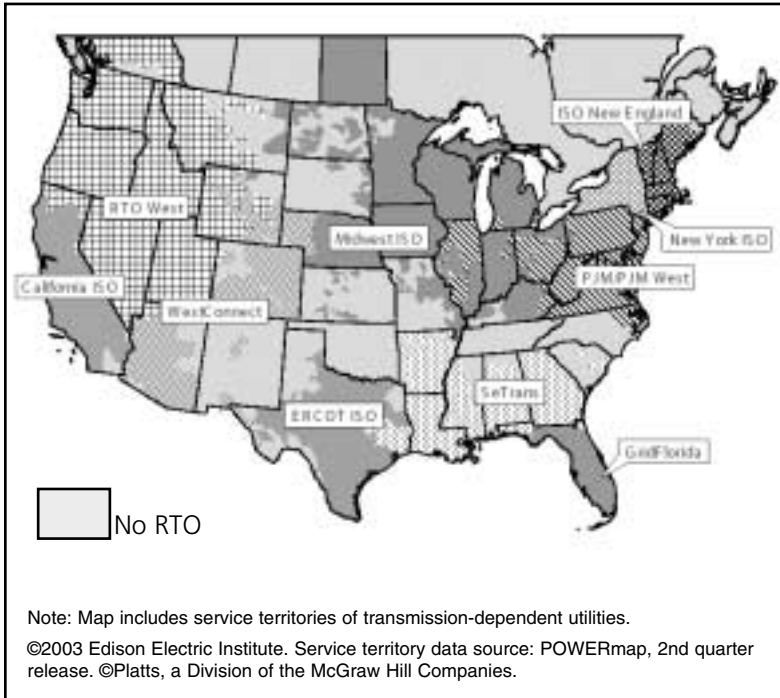 ISO New England
RTO West
Midwest ISO
New York ISO
California ISO
PJM/PJM West
WestConnect
SeTrans
ERCOT ISO
GridFlorida
No RTO
Note: Map includes service territories of transmission-dependent utilities.
©2003 Edison Electric Institute. Service territory data source: POWERmap, 2nd quarter
release. ©Platts, a Division of the McGraw Hill Companies.